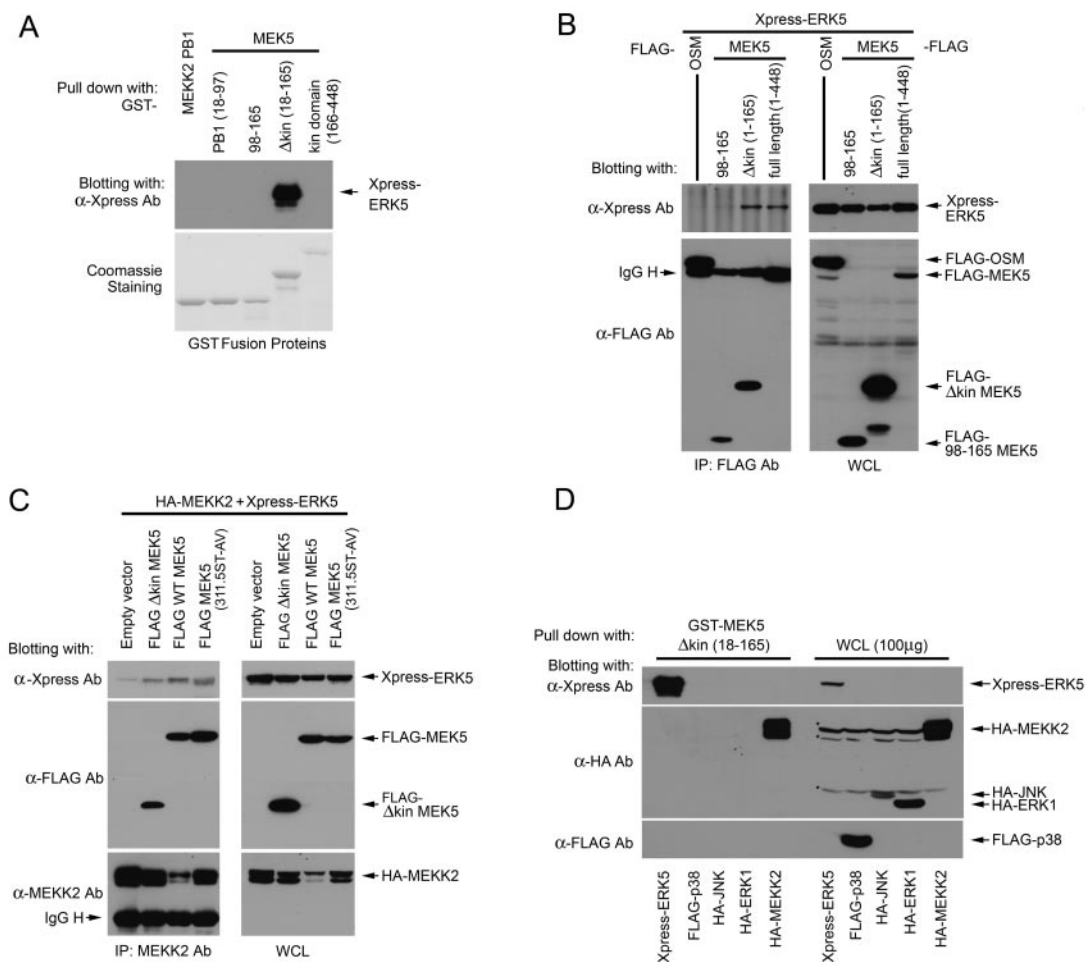 A
MEK5
Pull down with:
GST-
MEKK2 PB1
PB1 (18-97)
98-165
Δkin (18-165)
kin domain
(166-448)
Blotting with:
α-Xpress Ab
Xpress-
ERK5
Coomassie
Staining
GST Fusion Proteins
B
Xpress-ERK5
FLAG-
OSM
MEK5
OSM
MEK5
-FLAG
98-165
Δkin (1-165)
full length(1-448)
98-165
Δkin (1-165)
full length(1-448)
Blotting with:
α-Xpress Ab
Xpress-
ERK5
IgG H
FLAG-OSM
FLAG-MEK5
α-FLAG Ab
FLAG-
Δkin MEK5
FLAG-
98-165 MEK5
IP: FLAG Ab
WCL
C
HA-MEKK2 + Xpress-ERK5
Empty vector
FLAG Δkin MEK5
FLAG WT MEK5
FLAG MEK5
(311.5ST-AV)
Empty vector
FLAG Δkin MEK5
FLAG WT MEk5
FLAG MEK5
(311.5ST-AV)
Blotting with:
α-Xpress Ab
Xpress-ERK5
FLAG-MEK5
α-FLAG Ab
FLAG-
Δkin MEK5
α-MEKK2 Ab
HA-MEKK2
IgG H
IP: MEKK2 Ab
WCL
D
Pull down with:
GST-MEK5
Δkin (18-165)
WCL (100μg)
Blotting with:
α-Xpress Ab
Xpress-ERK5
HA-MEKK2
α-HA Ab
HA-JNK
HA-ERK1
α-FLAG Ab
FLAG-p38
Xpress-ERK5
FLAG-p38
HA-JNK
HA-ERK1
HA-MEKK2
Xpress-ERK5
FLAG-p38
HA-JNK
HA-ERK1
HA-MEKK2